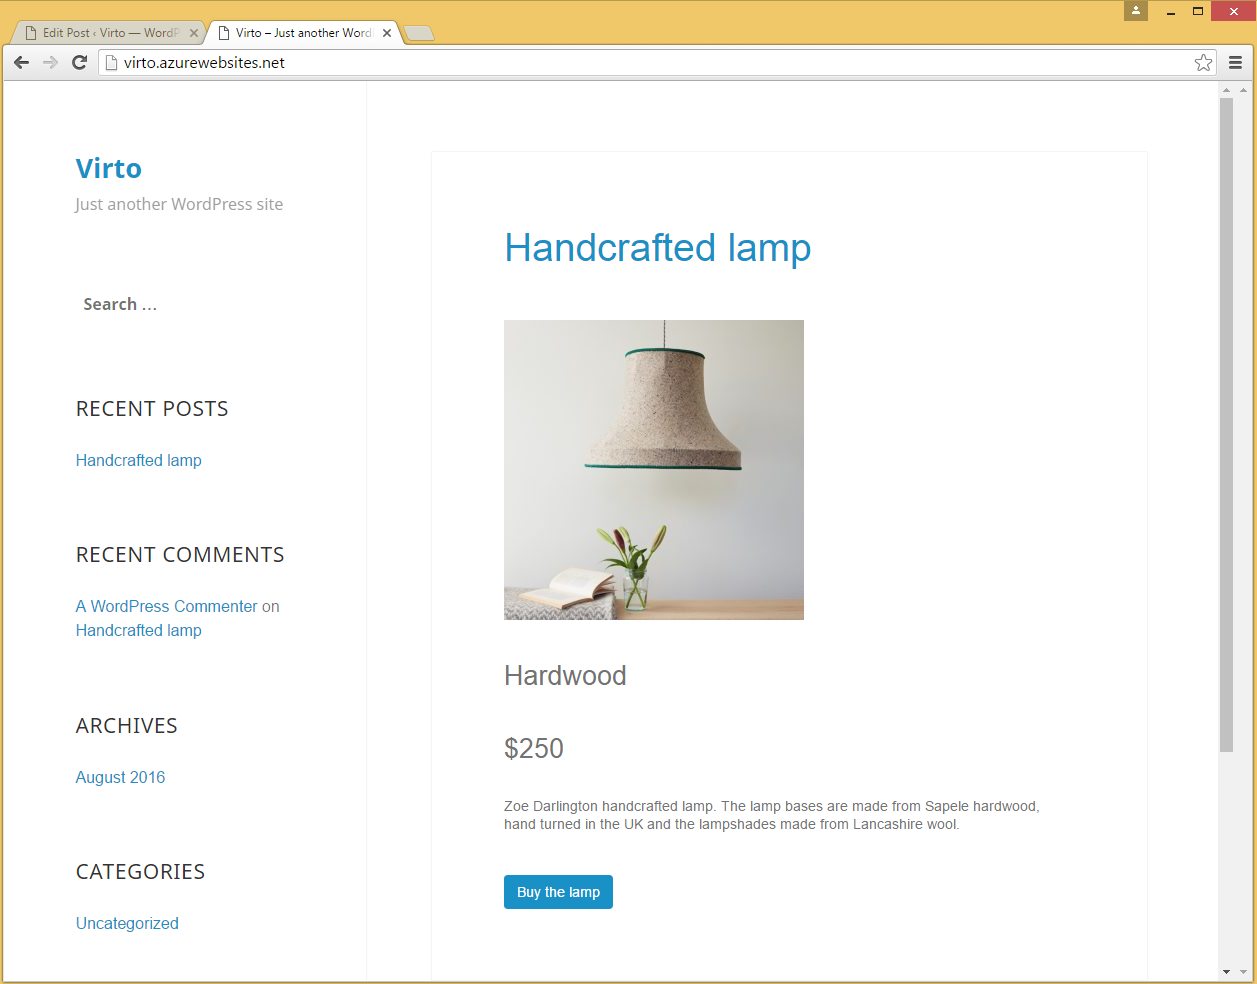 Edit Post ‹ Virto — WordP
Virto – Just another Word
virto.azurewebsites.net
Virto
Just another WordPress site
Search …
RECENT POSTS
Handcrafted lamp
RECENT COMMENTS
A WordPress Commenter on
Handcrafted lamp
ARCHIVES
August 2016
CATEGORIES
Uncategorized
Handcrafted lamp
Hardwood
$250
Zoe Darlington handcrafted lamp. The lamp bases are made from Sapele hardwood,
hand turned in the UK and the lampshades made from Lancashire wool.
Buy the lamp